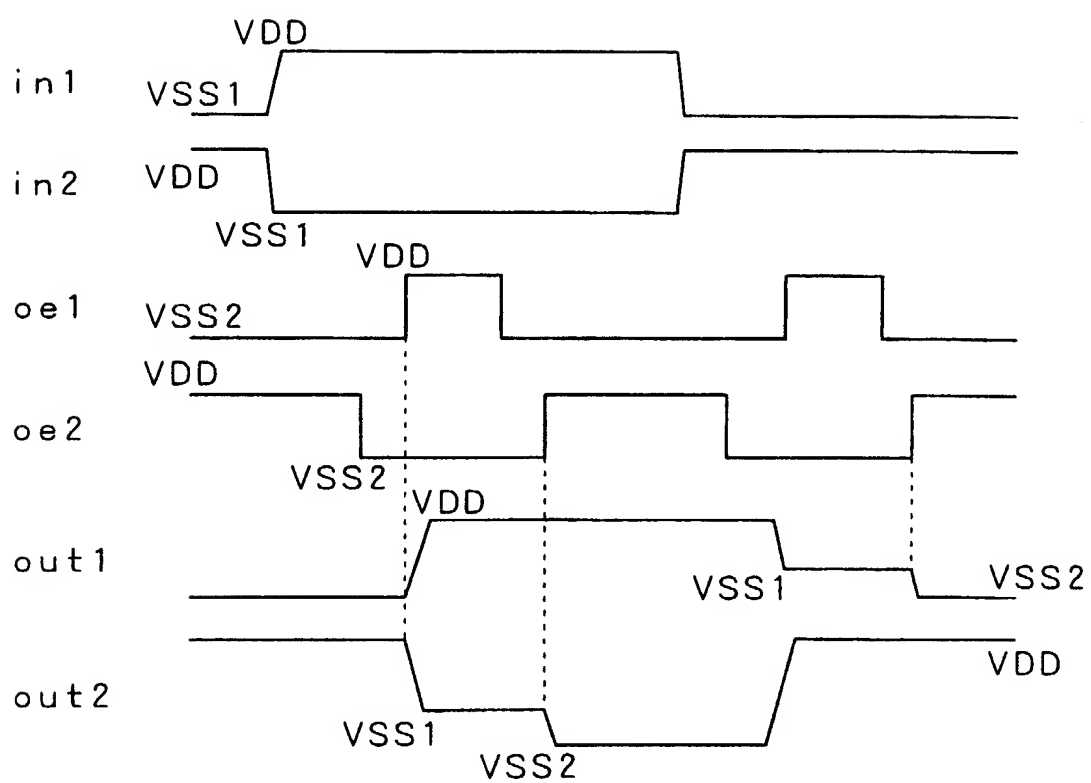 VDD
in1
VSS1
in2
VDD
VSS1
VDD
oe1
VSS2
VDD
oe2
VSS2
VDD
out1
VSS1
VSS2
VDD
out2
VSS1
VSS2